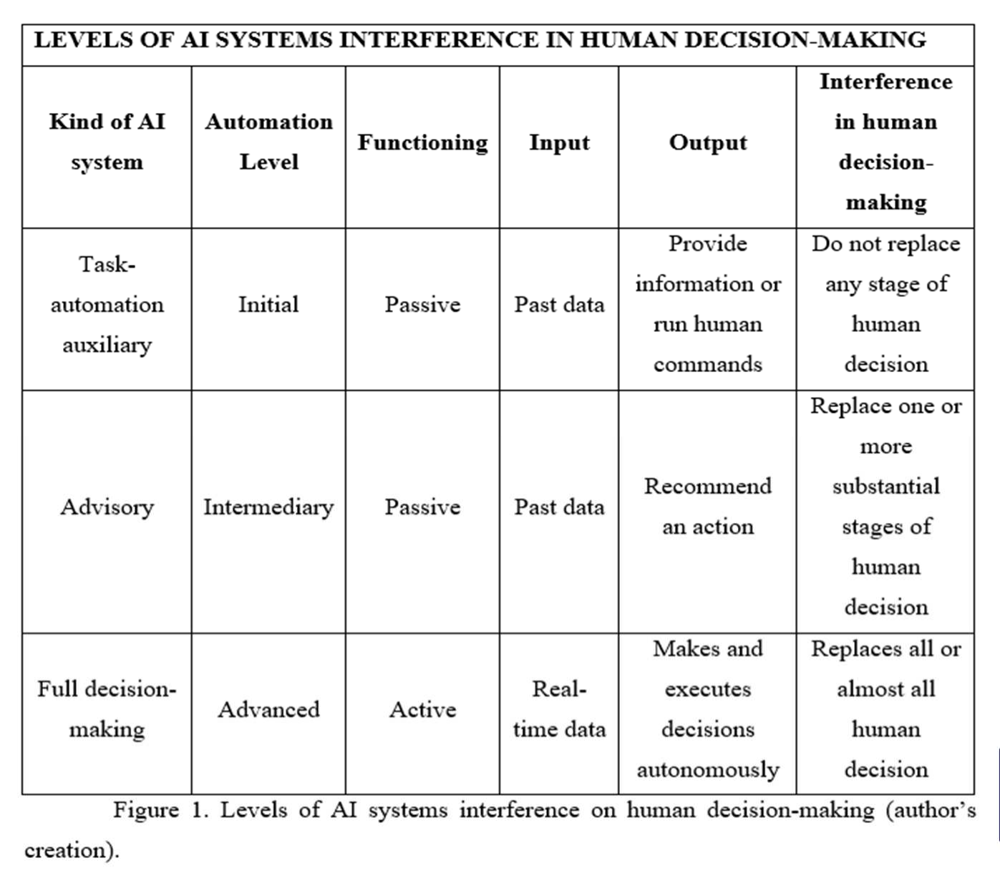 LEVELS OF AI SYSTEMS INTERFERENCE IN HUMAN DECISION-MAKING
Kind of AI
system
Automation
Level
Functioning
Input
Output
Interference
in human
decision-
making
Task-
automation
auxiliary
Initial
Passive
Past data
Provide
information or
run human
commands
Do not replace
any stage of
human
decision
Advisory
Intermediary
Passive
Past data
Recommend
an action
Replace one or
more
substantial
stages of
human
decision
Full decision-
making
Advanced
Active
Real-
time data
Makes and
executes
decisions
autonomously
Replaces all or
almost all
human
decision
Figure 1. Levels of AI systems interference on human decision-making (author’s
creation).